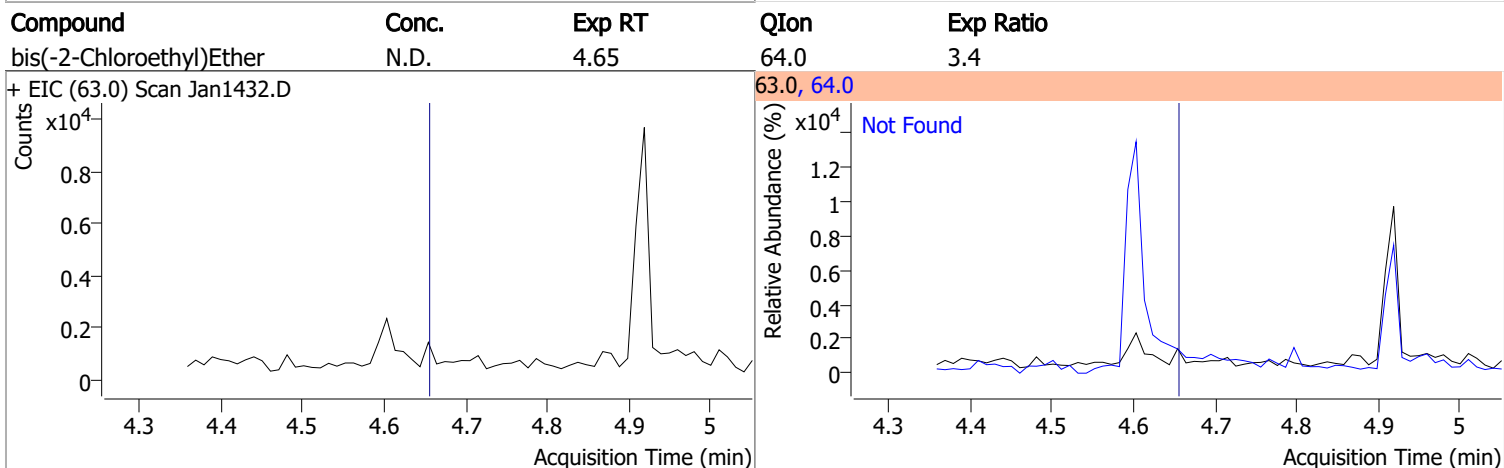 Compound Conc. Exp RT QIon Exp Ratio
bis(-2-Chloroethyl)Ether N.D. 4.65 64.0 3.4
+ EIC (63.0) Scan Jan1432.D
Counts
x104
0.8
0.6
0.4
0.2
0
4.3 4.4 4.5 4.6 4.7 4.8 4.9 5
Acquisition Time (min)
63.0, 64.0
Relative Abundance (%)
x104
Not Found
1.2
1
0.8
0.6
0.4
0.2
0
4.3 4.4 4.5 4.6 4.7 4.8 4.9 5
Acquisition Time (min)